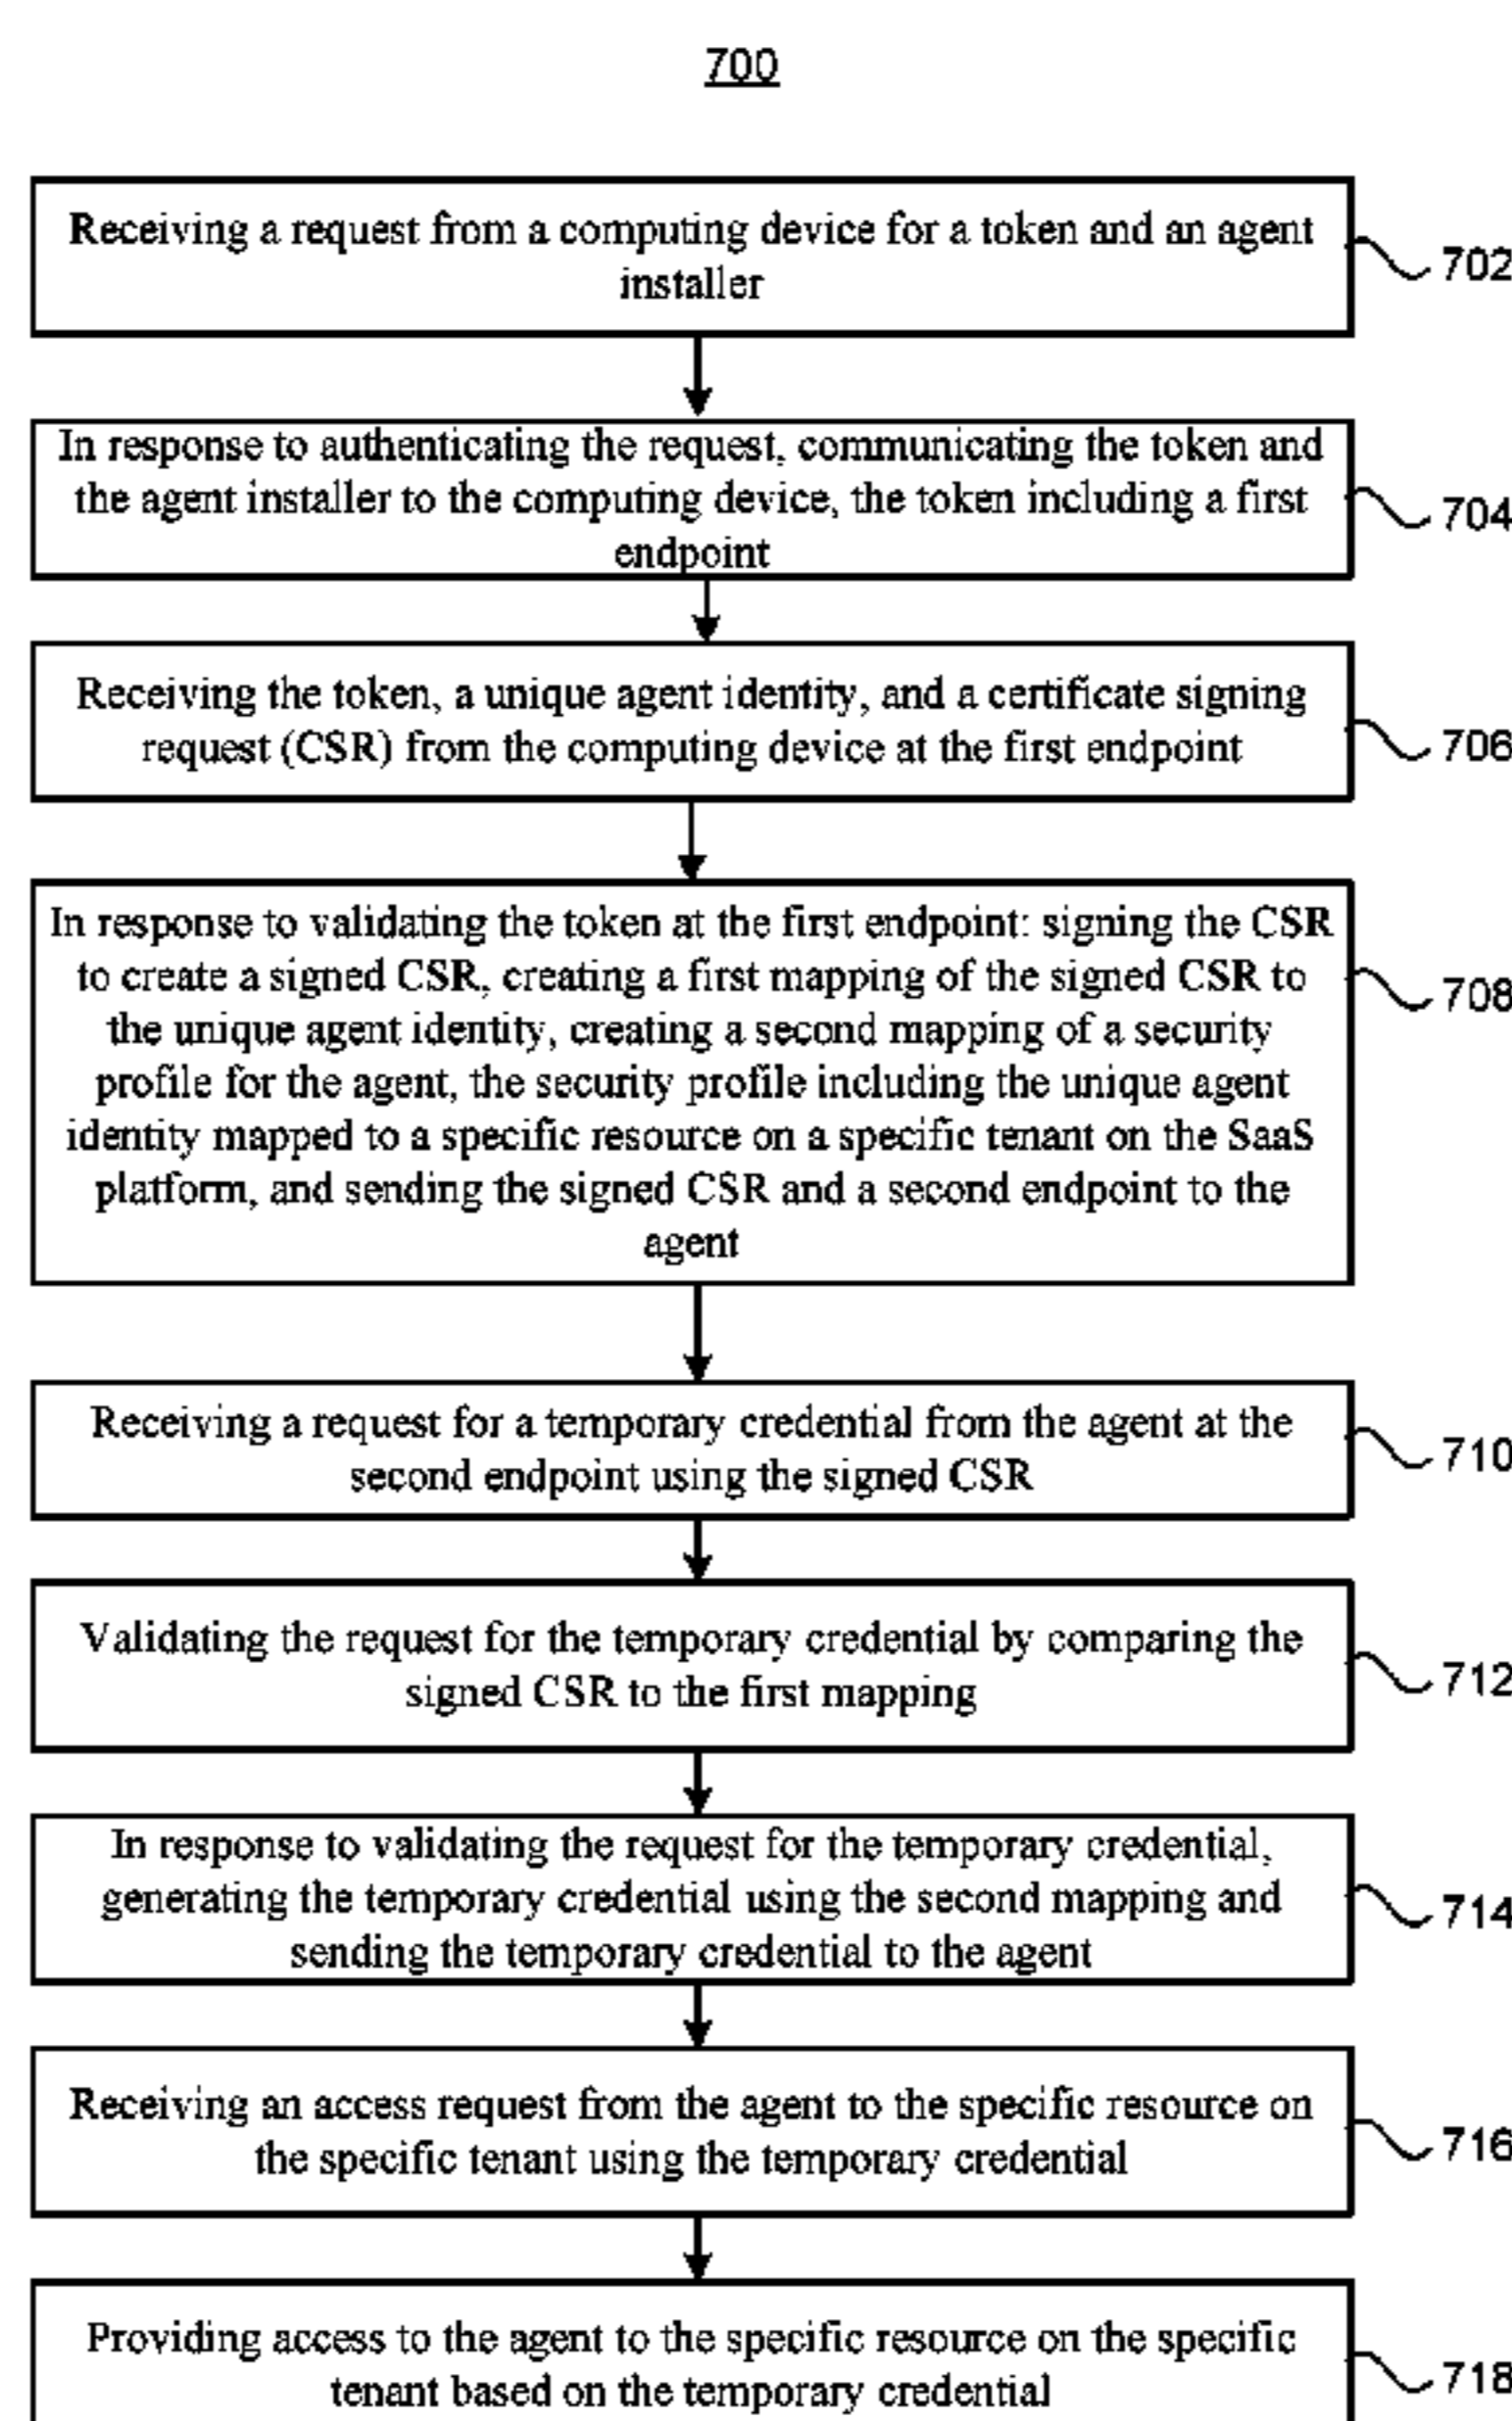 700
Receiving a request from a computing device for a token and an agent
installer
702
In response to authenticating the request, communicating the token and
the agent installer to the computing device, the token including a first
endpoint
704
Receiving the token, a unique agent identity, and a certificate signing
request (CSR) from the computing device at the first endpoint
706
In response to validating the token at the first endpoint: signing the CSR
to create a signed CSR, creating a first mapping of the signed CSR to
the unique agent identity, creating a second mapping of a security
profile for the agent, the security profile including the unique agent
identity mapped to a specific resource on a specific tenant on the SaaS
platform, and sending the signed CSR and a second endpoint to the
agent
708
Receiving a request for a temporary credential from the agent at the
second endpoint using the signed CSR
710
Validating the request for the temporary credential by comparing the
signed CSR to the first mapping
712
In response to validating the request for the temporary credential,
generating the temporary credential using the second mapping and
sending the temporary credential to the agent
714
Receiving an access request from the agent to the specific resource on
the specific tenant using the temporary credential
716
Providing access to the agent to the specific resource on the specific
tenant based on the temporary credential
718